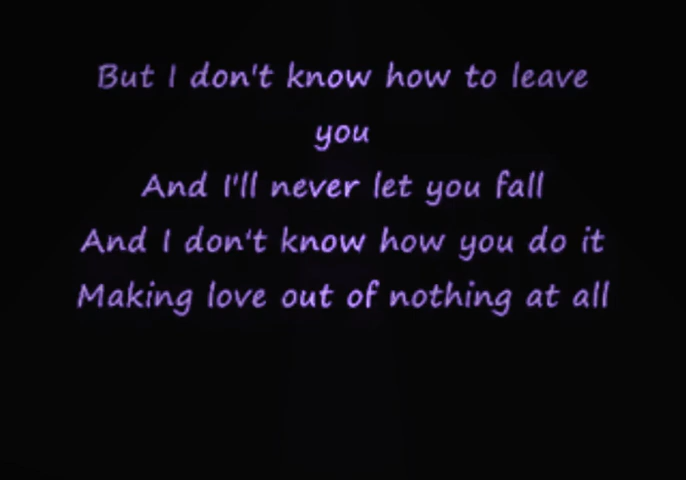 But I don't know how to leave
you
And I'll never let you fall
And I don't know how you do it
Making love out of nothing at all